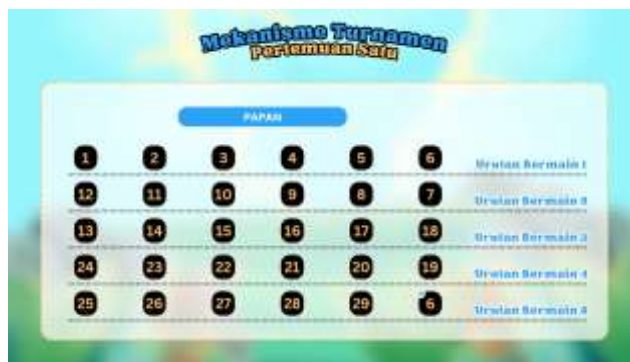 Mekanisme Turnamen
Pertemuan Satu
PAPAN
1 2 3 4 5 6 Urutan Bermain 1
12 11 10 9 8 7 Urutan Bermain
13 14 15 16 17 18 Urutan Bermain 3
24 23 22 21 20 19 Urutan Bermain 4
25 26 27 28 29 6 Urutan Bermain